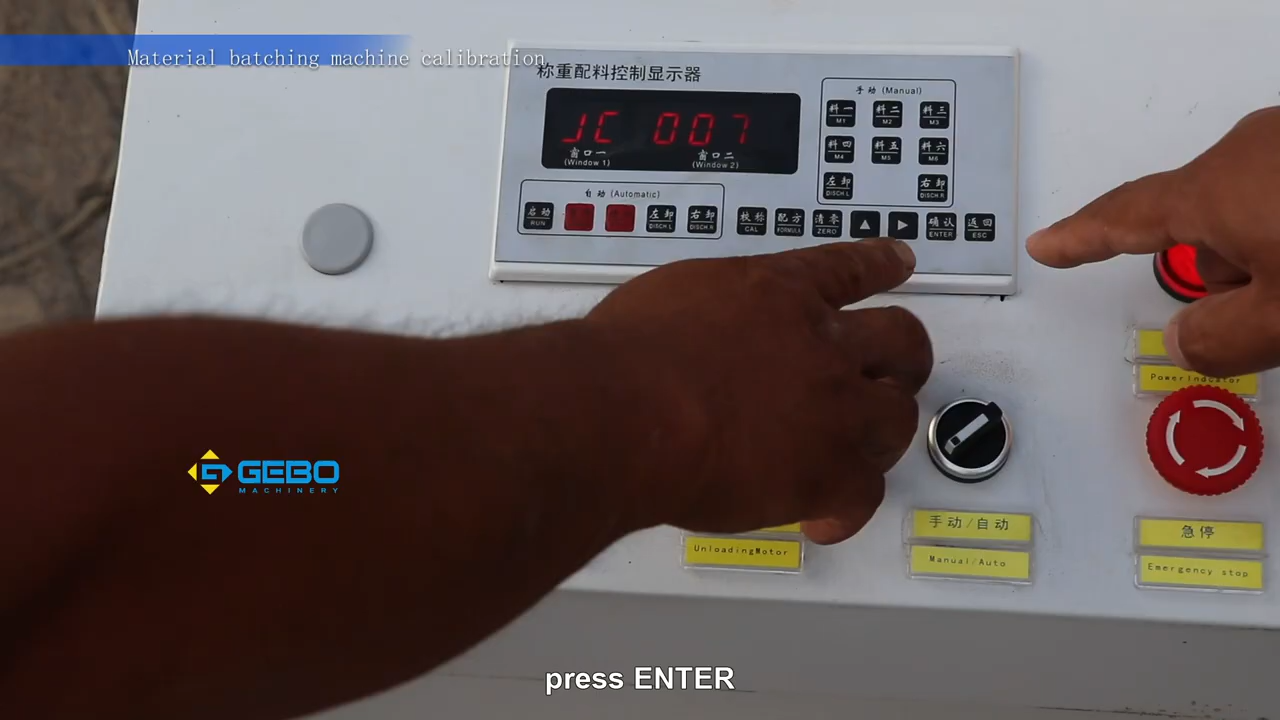 Material batching machine calibration
称重配料控制显示器
JC 007
窗口一
(Window 1)
窗口二
(Window 2)
手动 (Manual)
料一
M1
料二
M2
料三
M3
料四
M4
料五
M5
料六
M6
左卸
DISCH.L
右卸
DISCH.R
自动 (Automatic)
启动
RUN
左卸
DISCH.L
右卸
DISCH.R
校称
CAL
配方
FORMULA
清零
ZERO
确认
ENTER
返回
ESC
PowerIndicator
GEBO
MACHINERY
手动/自动
Manual/Auto
UnloadingMotor
急停
Emergency stop
press ENTER